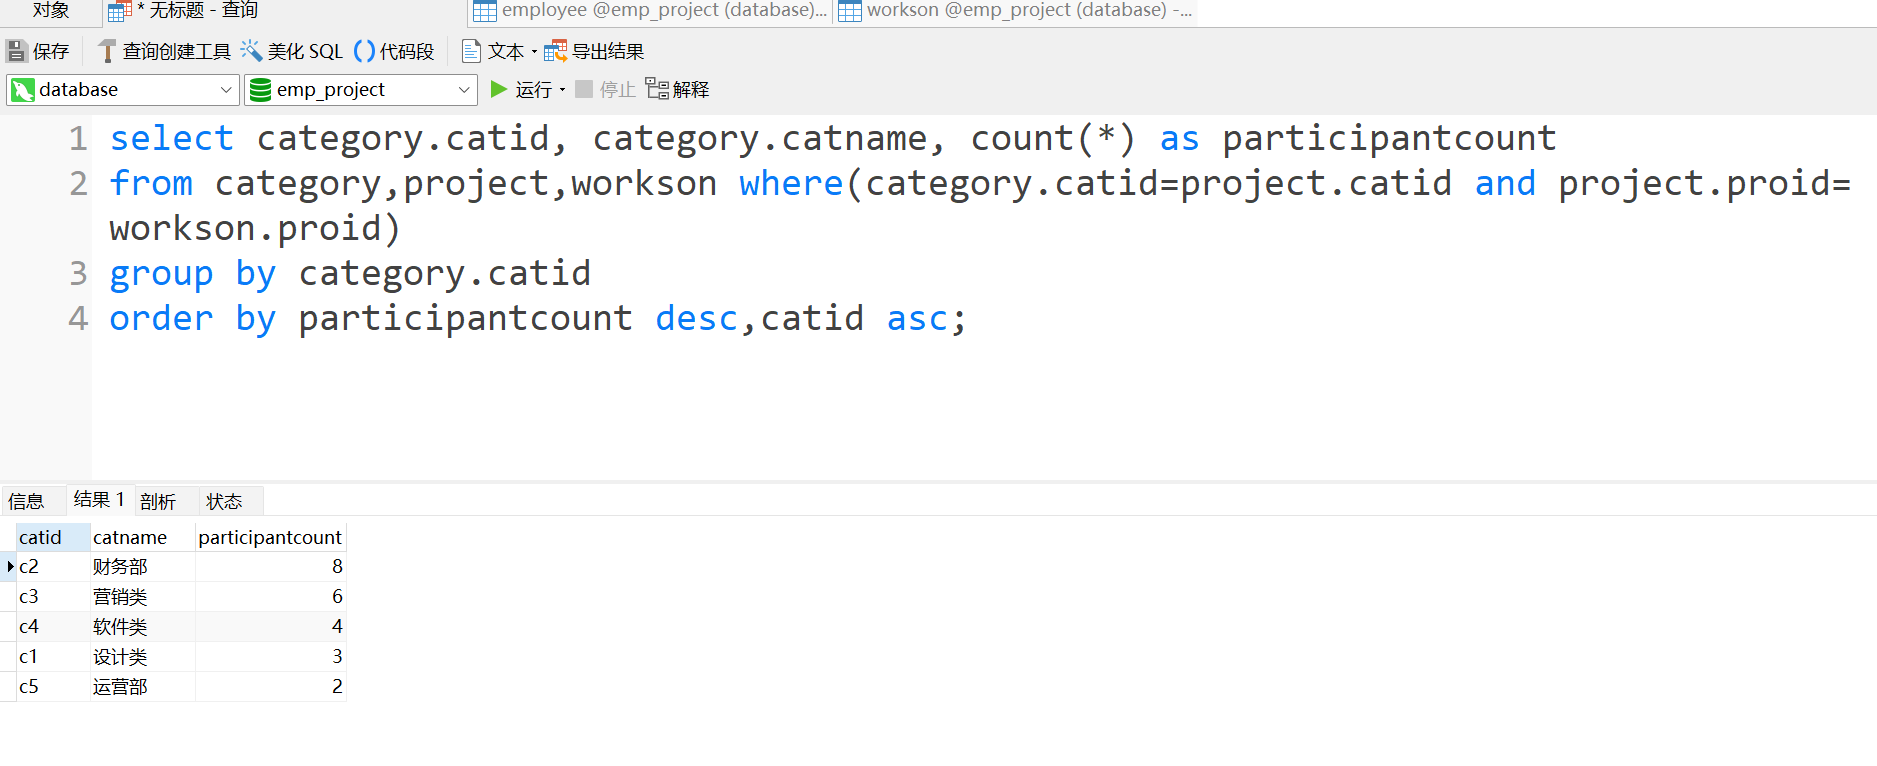 对象 * 无标题 - 查询 employee @emp_project (database)... workson @emp_project (database) -...
保存 查询创建工具 美化 SQL 代码段 文本 导出结果
database emp_project 运行 停止 解释
1 select category.catid, category.catname, count(*) as participantcount
2 from category,project,workson where(category.catid=project.catid and project.proid=
workson.proid)
3 group by category.catid
4 order by participantcount desc,catid asc;
信息 结果 1 剖析 状态
catid catname participantcount
c2 财务部 8
c3 营销类 6
c4 软件类 4
c1 设计类 3
c5 运营部 2